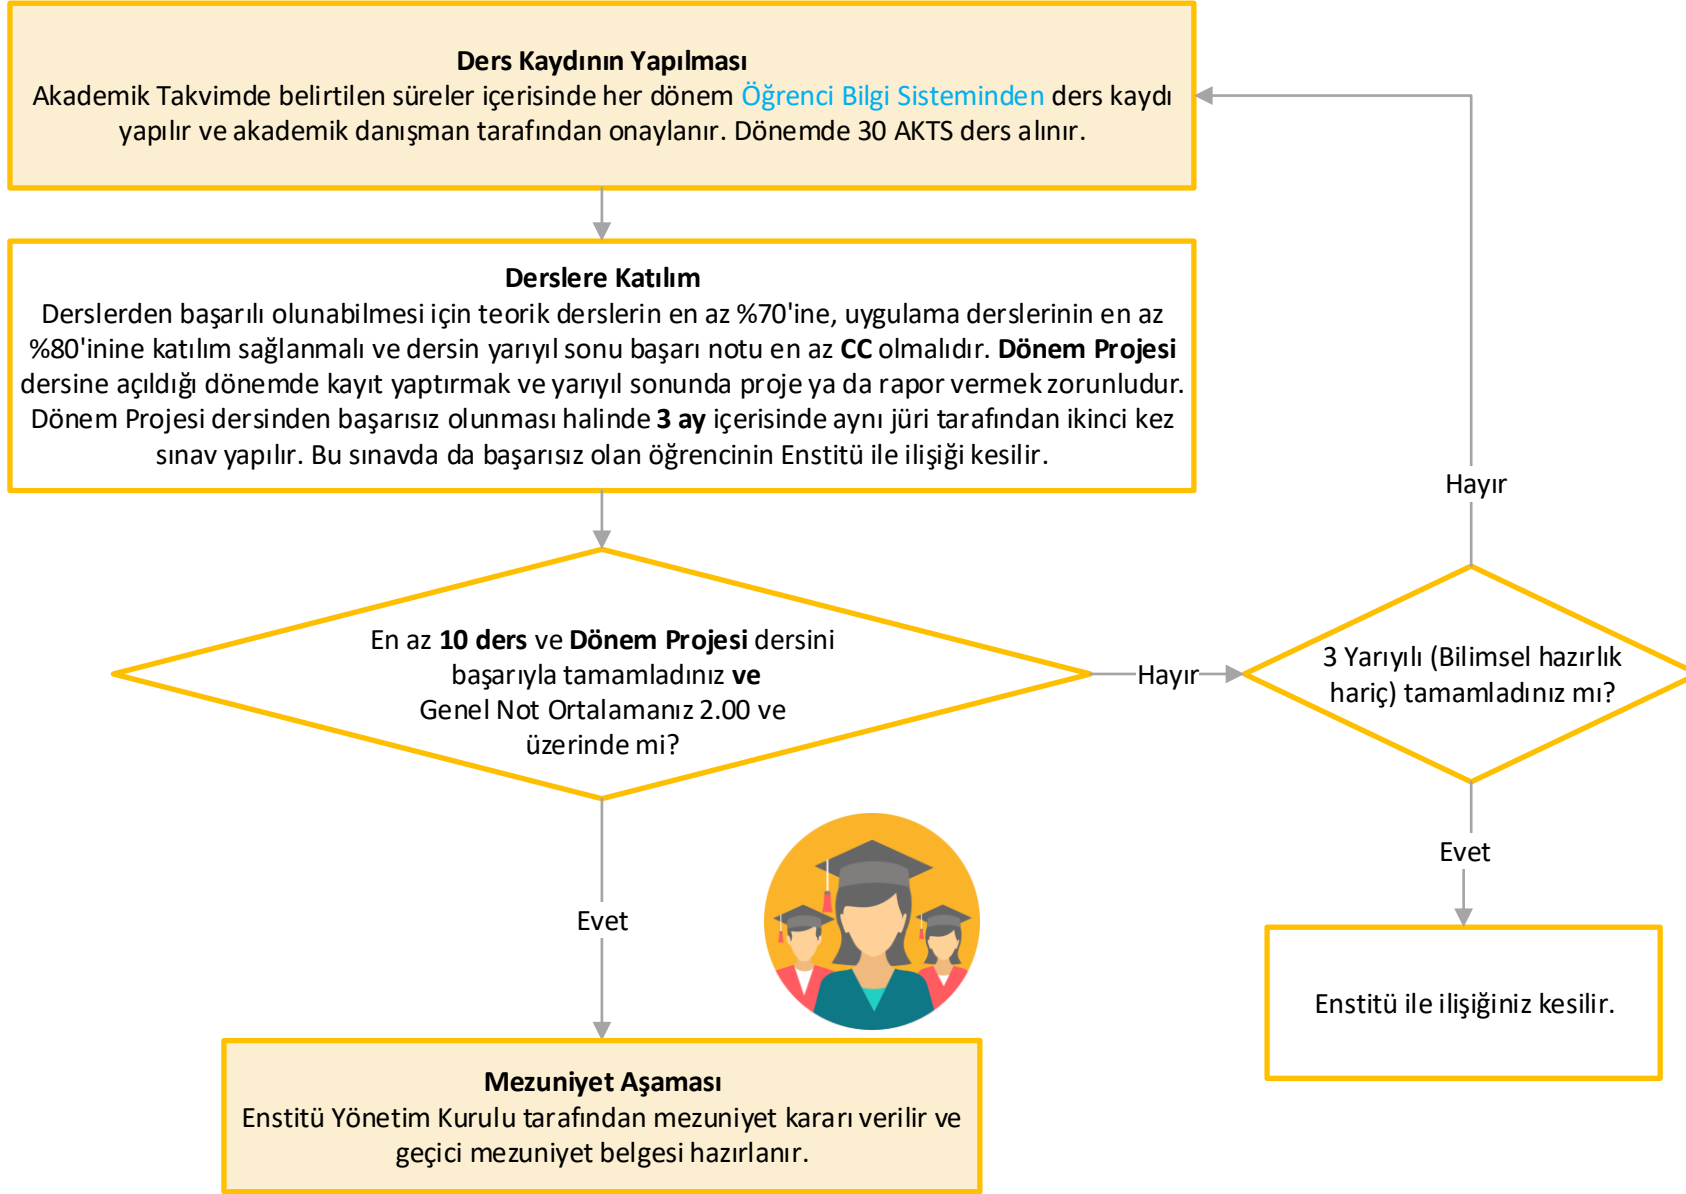 Ders Kaydının Yapılması
Akademik Takvimde belirtilen süreler içerisinde her dönem Öğrenci Bilgi Sisteminden ders kaydı
yapılır ve akademik danışman tarafından onaylanır. Dönemde 30 AKTS ders alınır.
Derslere Katılım
Derslerden başarılı olunabilmesi için teorik derslerin en az %70'ine, uygulama derslerinin en az
%80'inine katılım sağlanmalı ve dersin yarıyıl sonu başarı notu en az CC olmalıdır. Dönem Projesi
dersine açıldığı dönemde kayıt yaptırmak ve yarıyıl sonunda proje ya da rapor vermek zorunludur.
Dönem Projesi dersinden başarısız olunması halinde 3 ay içerisinde aynı jüri tarafından ikinci kez
sınav yapılır. Bu sınavda da başarısız olan öğrencinin Enstitü ile ilişiği kesilir.
Hayır
En az 10 ders ve Dönem Projesi dersini
başarıyla tamamladınız ve
Genel Not Ortalamanız 2.00 ve
üzerinde mi?
Hayır
3 Yarıyılı (Bilimsel hazırlık
hariç) tamamladınız mı?
Evet
Evet
Enstitü ile ilişiğiniz kesilir.
Mezuniyet Aşaması
Enstitü Yönetim Kurulu tarafından mezuniyet kararı verilir ve
geçici mezuniyet belgesi hazırlanır.